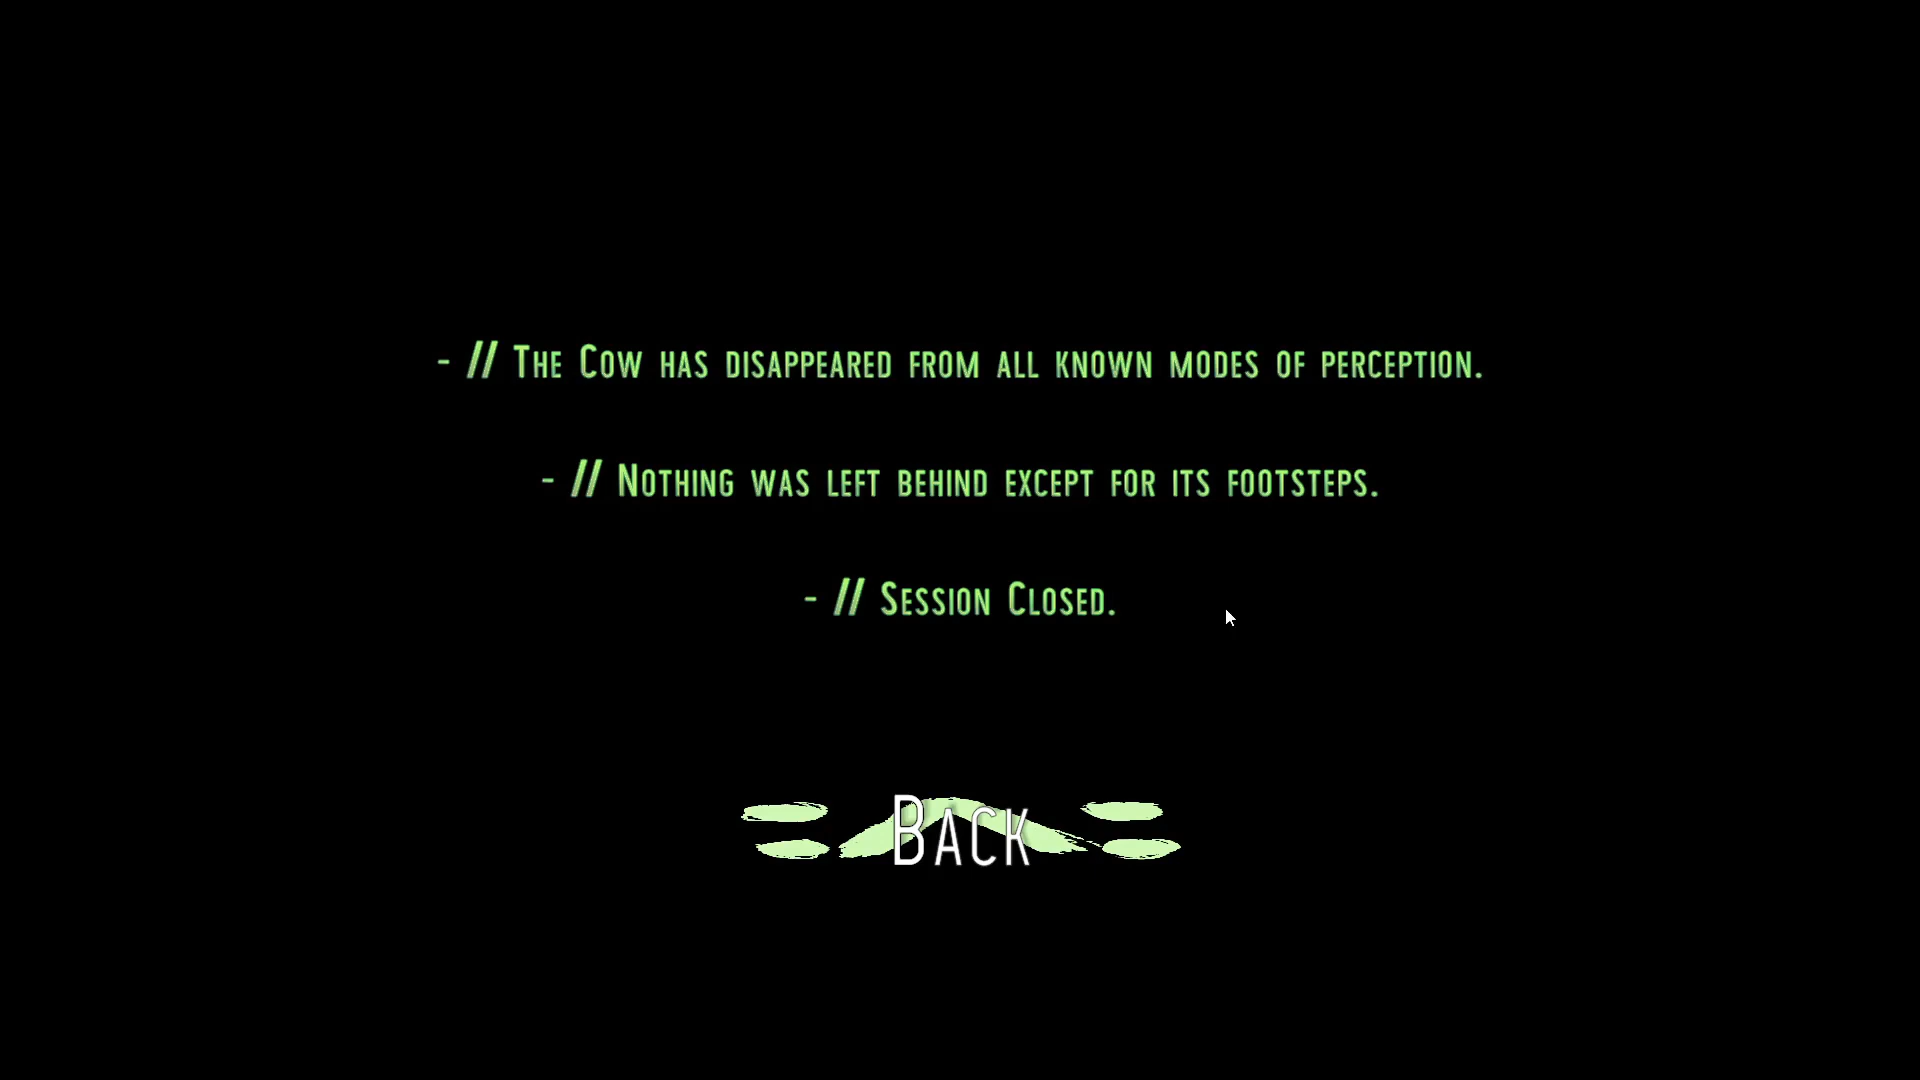 - // The Cow has disappeared from all known modes of perception.
- // Nothing was left behind except for its footsteps.
- // Session Closed.
Back